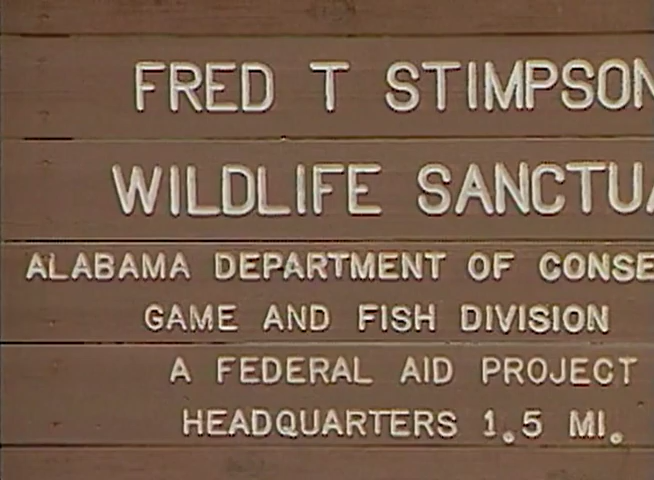 FRED T STIMPSON
WILDLIFE SANCTUA
ALABAMA DEPARTMENT OF CONSE
GAME AND FISH DIVISION
A FEDERAL AID PROJECT
HEADQUARTERS 1.5 MI.